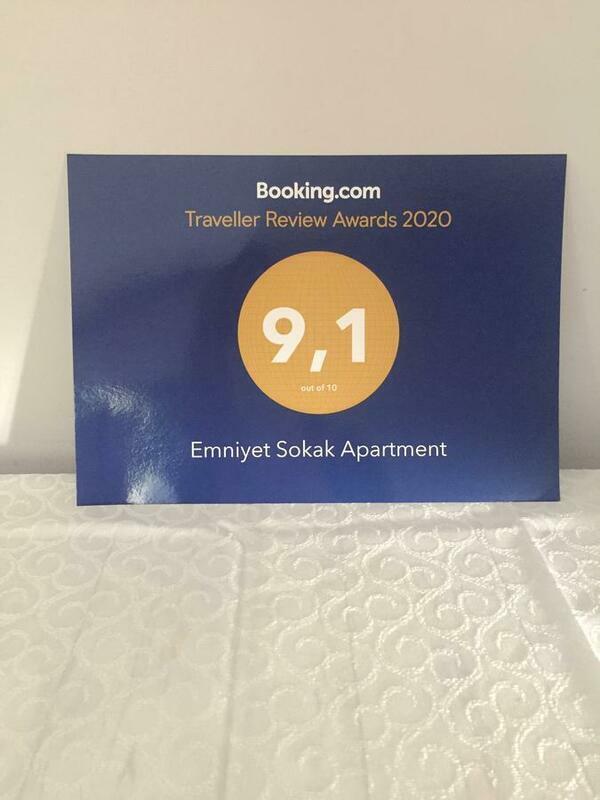 Booking.com
Traveller Review Awards 2020
9,1
out of 10
Emniyet Sokak Apartment